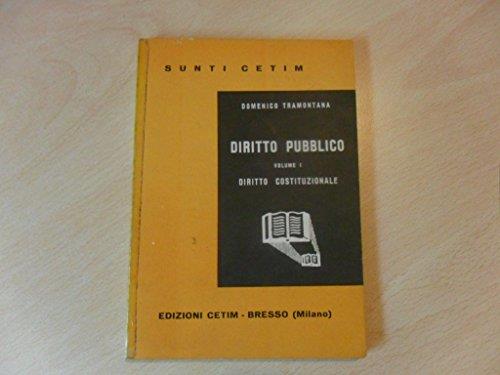 SUNTI CETIM
DOMENICO TRAMONTANA
DIRITTO PUBBLICO
VOLUME I
DIRITTO COSTITUZIONALE
EDIZIONI CETIM - BRESSO (Milano)